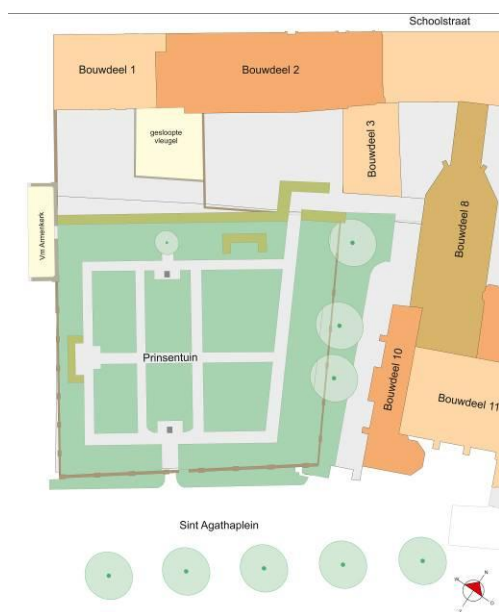 Schoolstraat
Bouwdeel 1
Bouwdeel 2
gesloopte
vleugel
Bouwdeel 3
Vm Armenkerk
Bouwdeel 8
Prinsentuin
Bouwdeel 10
Bouwdeel 11
Sint Agathaplein
N
O